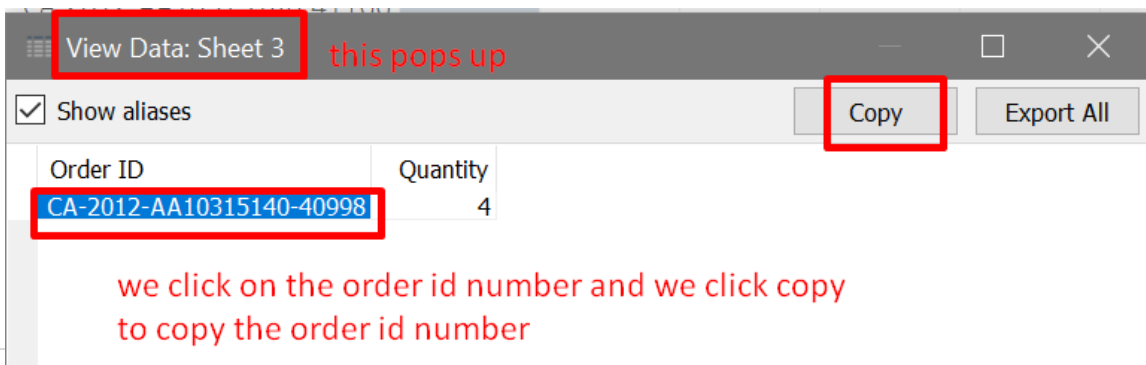 View Data: Sheet 3
this pops up
Show aliases
Copy
Export All
Order ID
Quantity
CA-2012-AA10315140-40998
4
we click on the order id number and we click copy
to copy the order id number